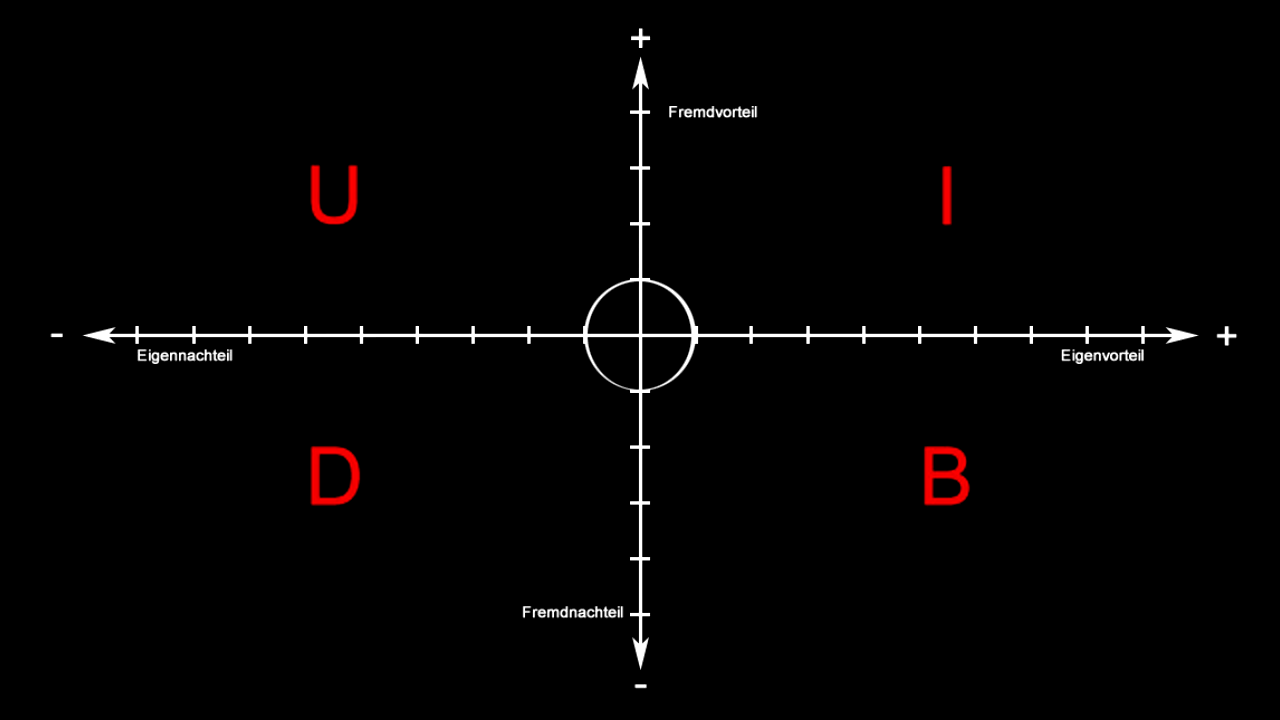 +
Fremdvorteil
U
I
-
+
Eigennachteil
Eigenvorteil
D
B
Fremdnachteil
-